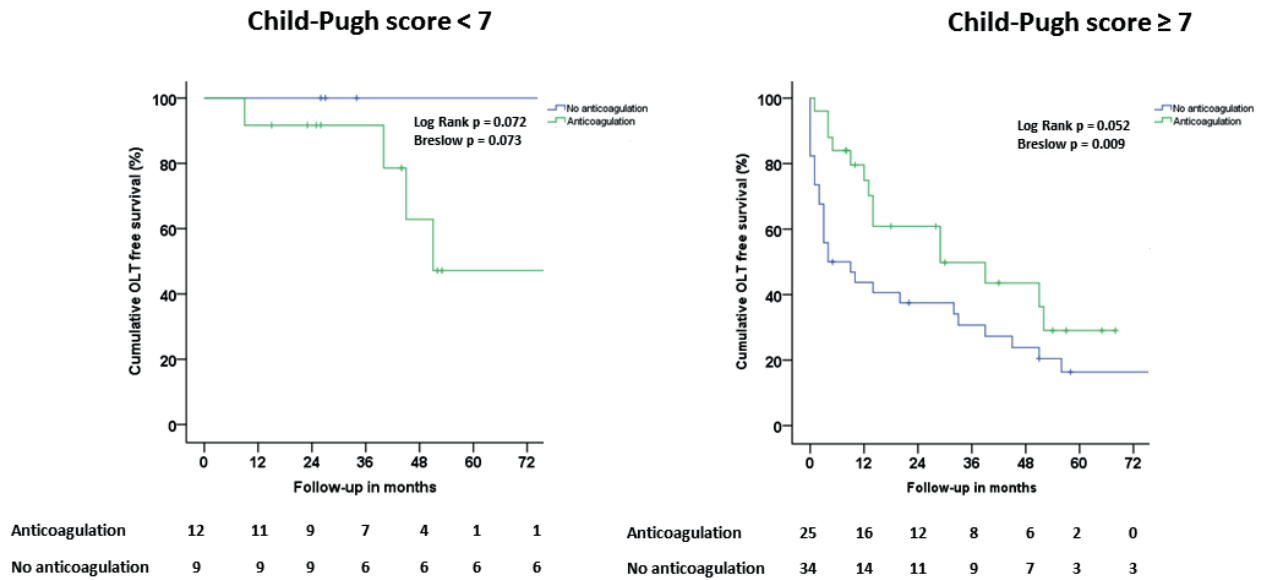 Child-Pugh score < 7
No anticoagulation
Anticoagulation
Log Rank p = 0.072
Breslow p = 0.073
Cumulative OLT free survival (%)
100
80
60
40
20
0
0 12 24 36 48 60 72
Follow-up in months
Anticoagulation 12 11 9 7 4 1 1
No anticoagulation 9 9 9 6 6 6 6
Child-Pugh score ≥ 7
No anticoagulation
Anticoagulation
Log Rank p = 0.052
Breslow p = 0.009
Cumulative OLT free survival (%)
100
80
60
40
20
0
0 12 24 36 48 60 72
Follow-up in months
Anticoagulation 25 16 12 8 6 2 0
No anticoagulation 34 14 11 9 7 3 3